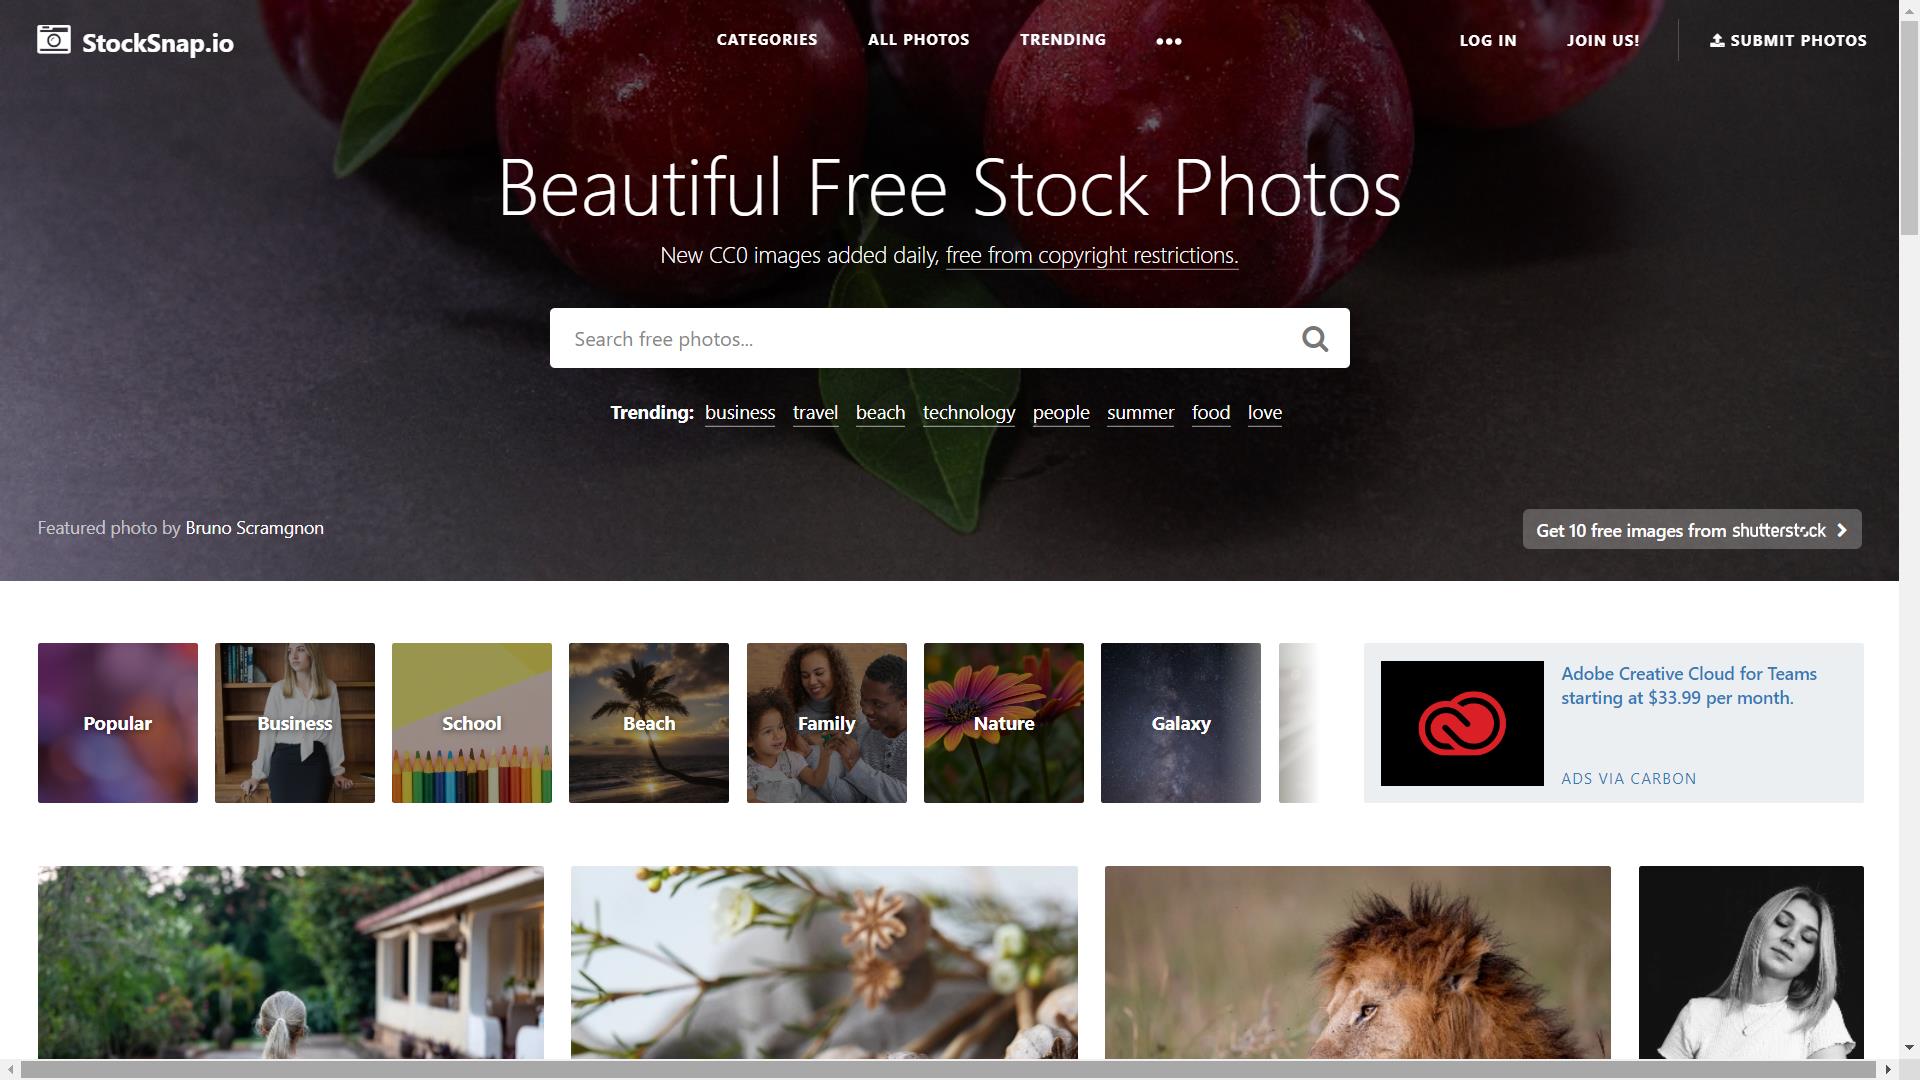 StockSnap.io
CATEGORIES ALL PHOTOS TRENDING
LOG IN JOIN US! SUBMIT PHOTOS
Beautiful Free Stock Photos
New CC0 images added daily, free from copyright restrictions.
Search free photos...
Trending: business travel beach technology people summer food love
Featured photo by Bruno Scramgnon
Get 10 free images from shutterstock
Popular
Business
School
Beach
Family
Nature
Galaxy
Adobe Creative Cloud for Teams
starting at $33.99 per month.
ADS VIA CARBON